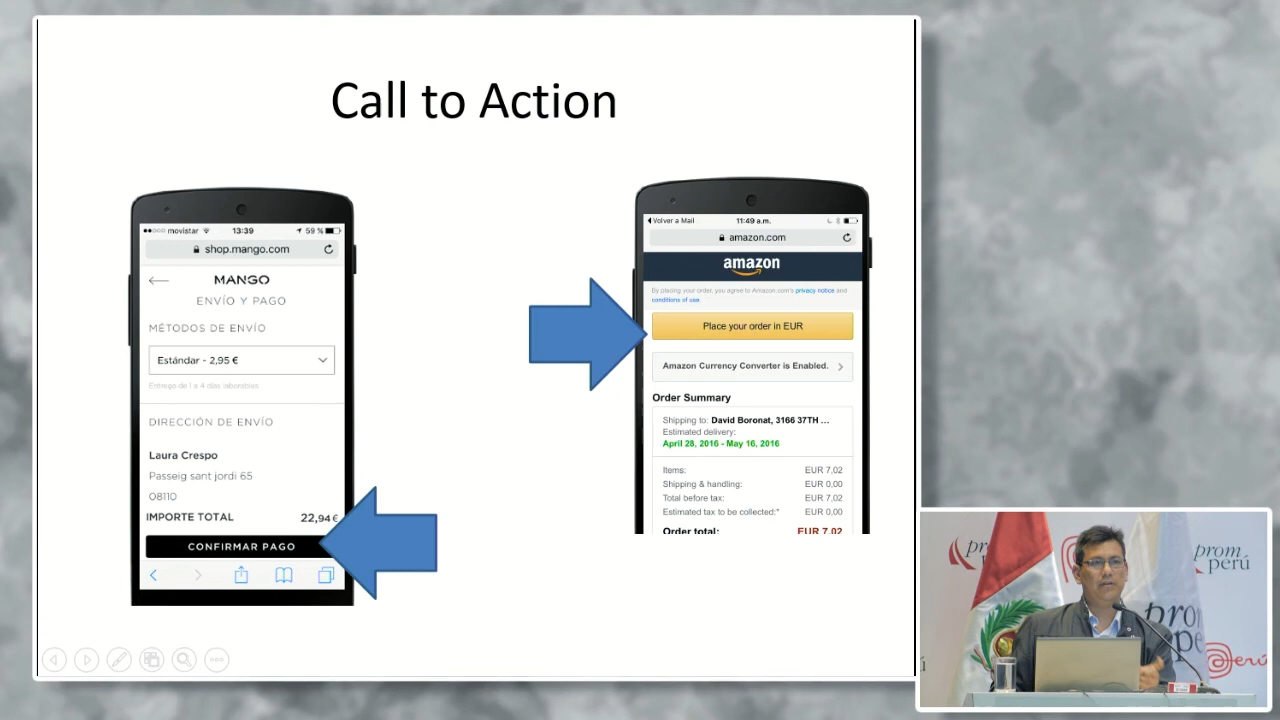 Call to Action
movistar 13:39 59 %
shop.mango.com
MANGO
ENVÍO Y PAGO
MÉTODOS DE ENVÍO
Estándar - 2,95 €
Entrega de 1 a 4 días laborables.
DIRECCIÓN DE ENVÍO
Laura Crespo
Passeig sant jordi 65
08110
IMPORTE TOTAL 22,94€
CONFIRMAR PAGO
Volver a Mail 11:49 a.m.
amazon.com
amazon
By placing your order, you agree to Amazon.com's privacy notice and
conditions of use.
Place your order in EUR
Amazon Currency Converter is Enabled.
Order Summary
Shipping to: David Boronat, 3166 37TH ...
Estimated delivery:
April 28, 2016 - May 16, 2016
Items: EUR 7,02
Shipping & handling: EUR 0,00
Total before tax: EUR 7,02
Estimated tax to be collected:* EUR 0,00
Order total: EUR 7,02
prom
perú